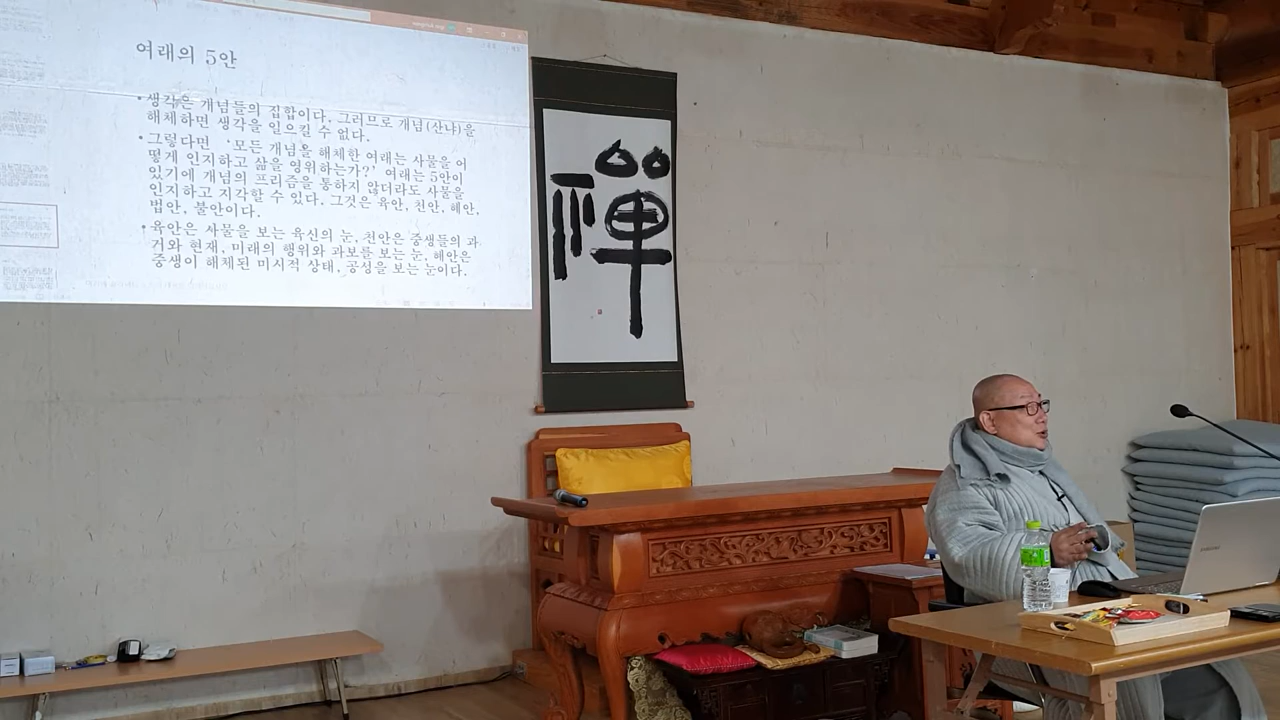 여래의 5안
• 생각은 개념들의 집합이다. 그러므로 개념(산냐)을
해체하면 생각을 일으킬 수 없다.
• 그렇다면 '모든 개념을 해체한 여래는 사물을 어
떻게 인지하고 삶을 영위하는가?' 여래는 5안이
있기에 개념의 프리즘을 통하지 않더라도 사물을
인지하고 지각할 수 있다. 그것은 육안, 천안, 혜안,
법안, 불안이다.
• 육안은 사물을 보는 육신의 눈, 천안은 중생들의 과
거와 현재, 미래의 행위와 과보를 보는 눈, 혜안은
중생이 해체된 미시적 상태, 공성을 보는 눈이다.
禪